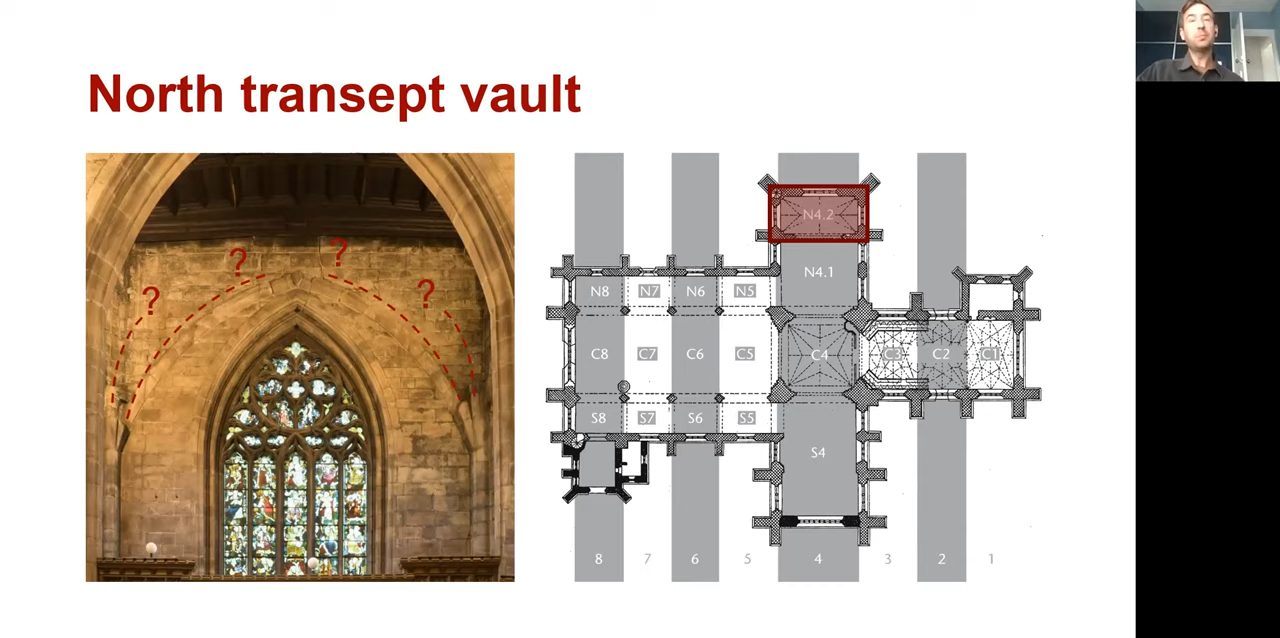 North transept vault
? ? ? ?
N4.2
N4.1
N8 N7 N6 N5
C8 C7 C6 C5 C4 C3 C2 C1
S8 S7 S6 S5
S4
8 7 6 5 4 3 2 1